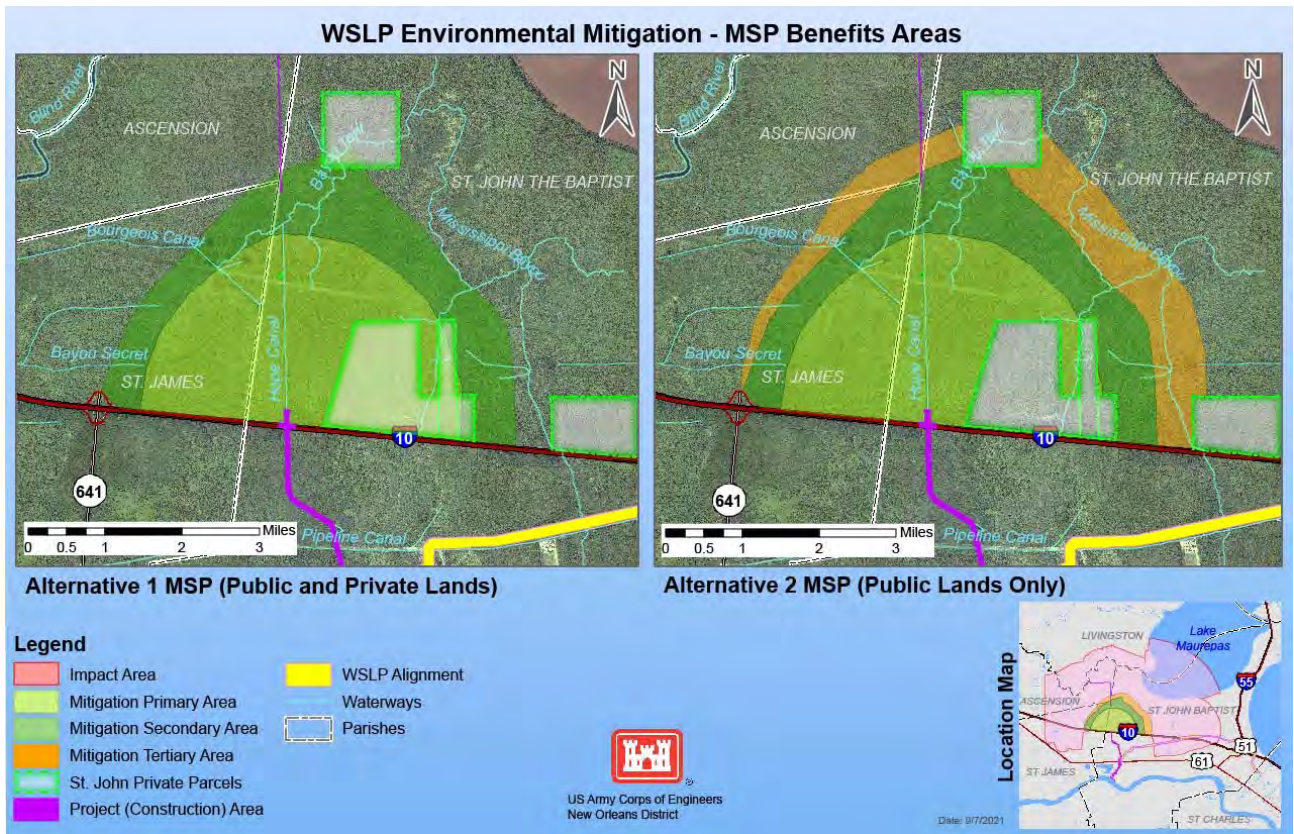 WSLP Environmental Mitigation - MSP Benefits Areas
N
Blind River
ASCENSION
ST. JOHN THE BAPTIST
Mississippi Bayou
Bourgeois Canal
Hope Canal
Bayou Secret
ST. JAMES
10
641
Miles
0 0.5 1 2 3
Pipeline Canal
Alternative 1 MSP (Public and Private Lands)
N
Blind River
ASCENSION
ST. JOHN THE BAPTIST
Mississippi Bayou
Bourgeois Canal
Hope Canal
Bayou Secret
ST. JAMES
10
641
Miles
0 0.5 1 2 3
Pipeline Canal
Alternative 2 MSP (Public Lands Only)
Legend
Impact Area
Mitigation Primary Area
Mitigation Secondary Area
Mitigation Tertiary Area
St. John Private Parcels
Project (Construction) Area
WSLP Alignment
Waterways
Parishes
US Army Corps of Engineers
New Orleans District
Location Map
LIVINGSTON
Lake
Maurepas
55
ASCENSION
ST JOHN BAPTIST
10
51
61
ST JAMES
ST CHARLES
Date: 9/7/2021